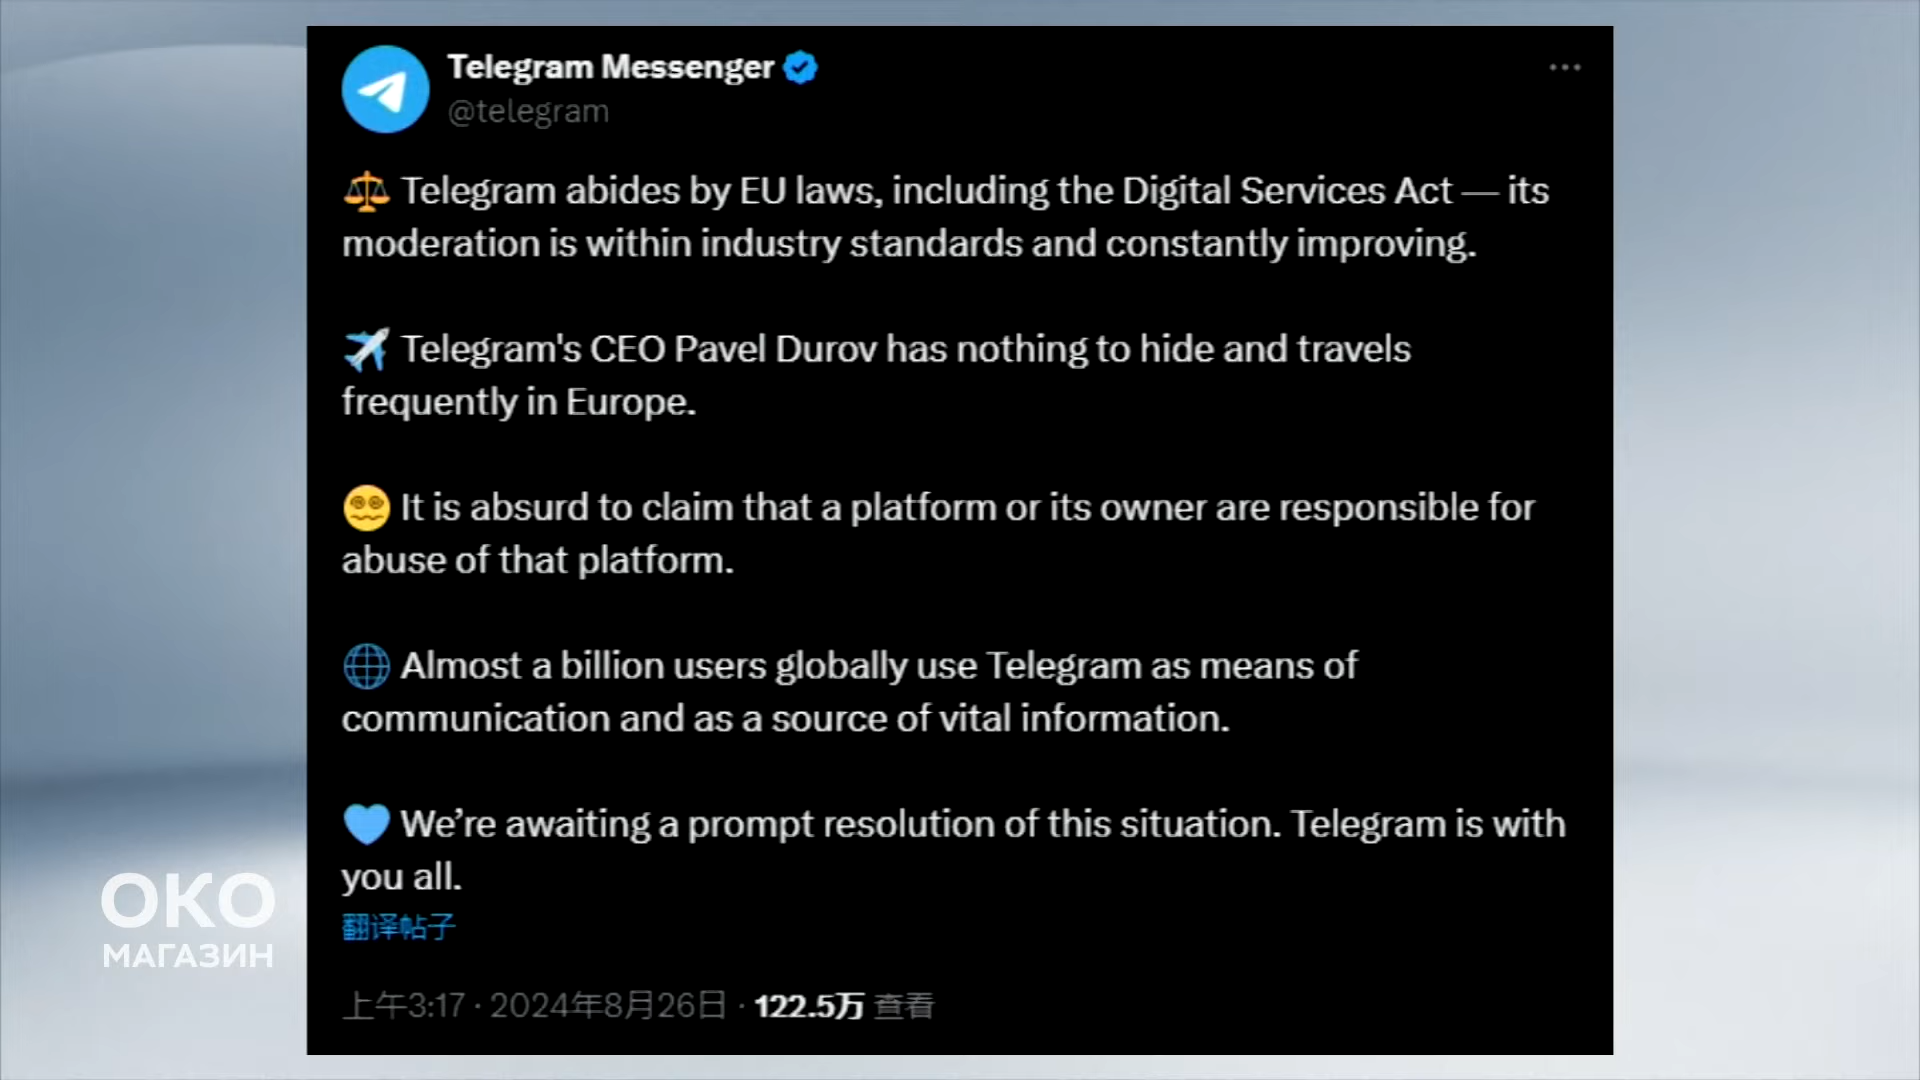 Telegram Messenger
@telegram
⚖️ Telegram abides by EU laws, including the Digital Services Act — its
moderation is within industry standards and constantly improving.
✈️ Telegram's CEO Pavel Durov has nothing to hide and travels
frequently in Europe.
😵‍💫 It is absurd to claim that a platform or its owner are responsible for
abuse of that platform.
🌐 Almost a billion users globally use Telegram as means of
communication and as a source of vital information.
💙 We’re awaiting a prompt resolution of this situation. Telegram is with
you all.
翻译帖子
上午3:17 · 2024年8月26日 · 122.5万 查看
ОКО
МАГАЗИН